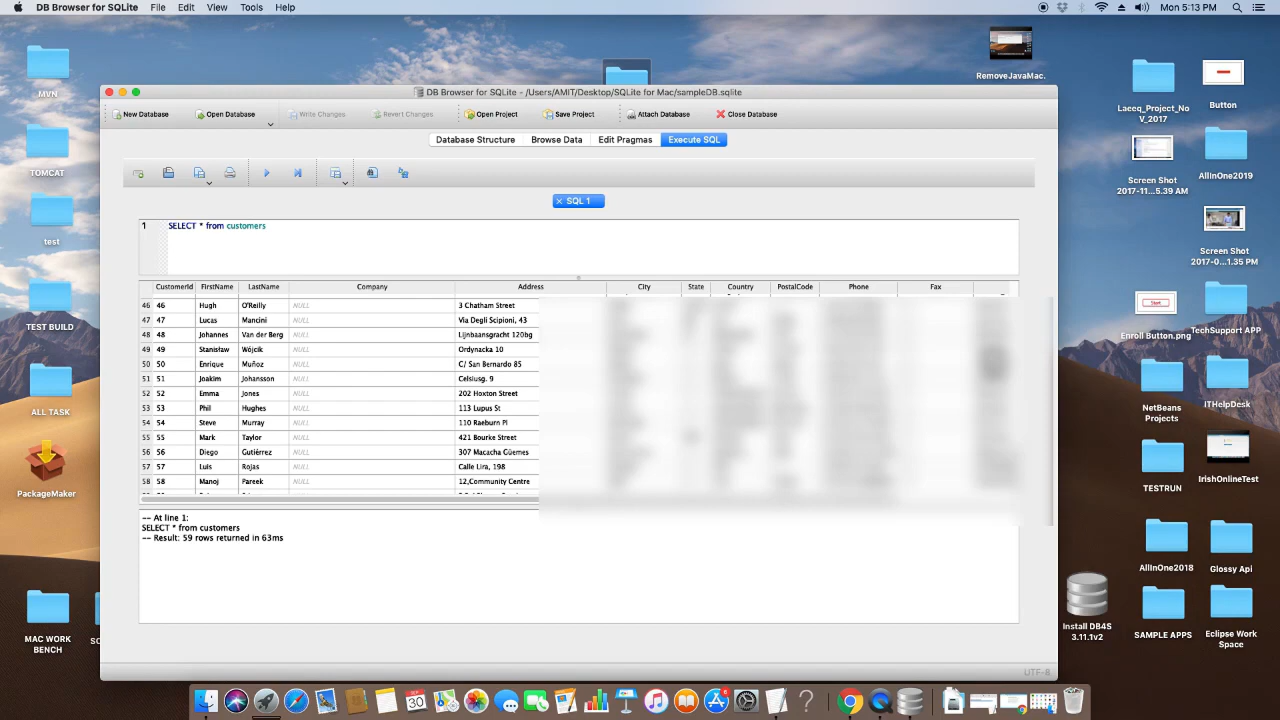 DB Browser for SQLite File Edit View Tools Help Mon 5:13 PM
MVN
TOMCAT
test
TEST BUILD
ALL TASK
PackageMaker
MAC WORK
BENCH
DB Browser for SQLite - /Users/AMIT/Desktop/SQLite for Mac/sampleDB.sqlite
New Database Open Database Write Changes Revert Changes Open Project Save Project Attach Database Close Database
Database Structure Browse Data Edit Pragmas Execute SQL
SQL 1
1 SELECT * from customers
CustomerId FirstName LastName Company Address City State Country PostalCode Phone Fax
46 46 Hugh O'Reilly NULL 3 Chatham Street
47 47 Lucas Mancini NULL Via Degli Scipioni, 43
48 48 Johannes Van der Berg NULL Lijnbaansgracht 120bg
49 49 Stanisław Wójcik NULL Ordynacka 10
50 50 Enrique Muñoz NULL C/ San Bernardo 85
51 51 Joakim Johansson NULL Celsiusg. 9
52 52 Emma Jones NULL 202 Hoxton Street
53 53 Phil Hughes NULL 113 Lupus St
54 54 Steve Murray NULL 110 Raeburn Pl
55 55 Mark Taylor NULL 421 Bourke Street
56 56 Diego Gutiérrez NULL 307 Macacha Güemes
57 57 Luis Rojas NULL Calle Lira, 198
58 58 Manoj Pareek NULL 12,Community Centre
-- At line 1:
SELECT * from customers
-- Result: 59 rows returned in 63ms
UTF-8
RemoveJavaMac.
Laeeq_Project_No
V_2017
Button
Screen Shot
2017-11...5.39 AM
AllInOne2019
Screen Shot
2017-0...1.35 PM
Start
Enroll Button.png
TechSupport APP
NetBeans
Projects
ITHelpDesk
TESTRUN
IrishOnlineTest
AllInOne2018
Glossy Api
Install DB4S
3.11.1v2
SAMPLE APPS
Eclipse Work
Space
30